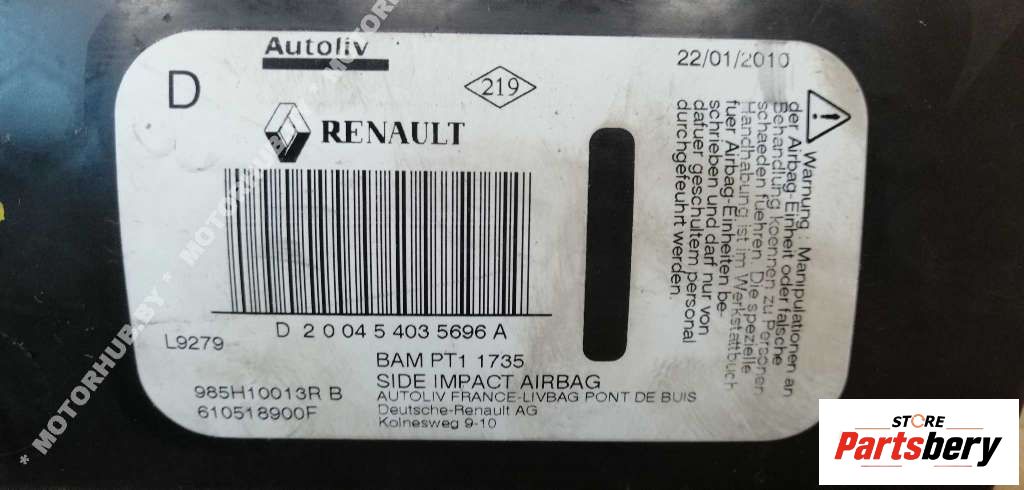 Autoliv
D
219
22/01/2010
RENAULT
D 2 0 04 5 403 5696 A
L9279
BAM PT1 1735
SIDE IMPACT AIRBAG
985H10013R B
610518900F
AUTOLIV FRANCE-LIVBAG PONT DE BUIS
Deutsche-Renault AG
Kolnesweg 9-10
Warnung : Manipulationen an
der Airbag-Einheit oder falsche
Behandlung koennen zu Personen
schaeden fuehren. Die spezielle
Handhabung ist im Werkstattbuch
fuer Airbag-Einheiten be-
schrieben und darf nur von
dafuer geschultem personal
durchgefeuhrt werden.
* MOTORHUB.BY * MOTORHUB
STORE
Partsbery